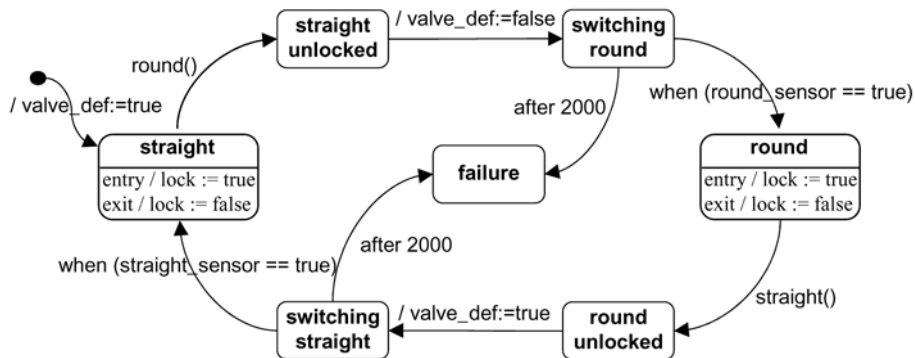 straight
unlocked
/ valve_def:=false
switching
round
round()
/ valve_def:=true
after 2000
when (round_sensor == true)
straight
entry / lock := true
exit / lock := false
failure
round
entry / lock := true
exit / lock := false
after 2000
when (straight_sensor == true)
straight()
switching
straight
/ valve_def:=true
round
unlocked